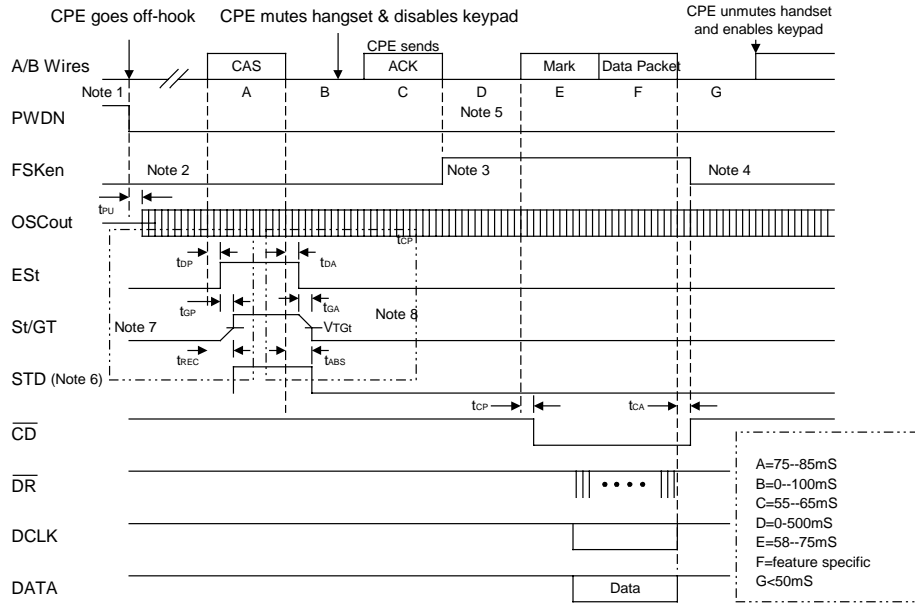 CPE goes off-hook
CPE mutes hangset & disables keypad
CPE unmutes handset
and enables keypad
CPE sends
A/B Wires
CAS
ACK
Mark
Data Packet
Note 1
A
B
C
D
E
F
G
PWDN
Note 5
FSKen
Note 2
Note 3
Note 4
tPU
OSCout
tCP
tDP
tDA
ESt
tGP
tGA
St/GT
Note 7
VTGt
Note 8
tREC
tABS
STD (Note 6)
tCP
tCA
CD
DR
DCLK
DATA
Data
A=75--85mS
B=0--100mS
C=55--65mS
D=0-500mS
E=58--75mS
F=feature specific
G<50mS